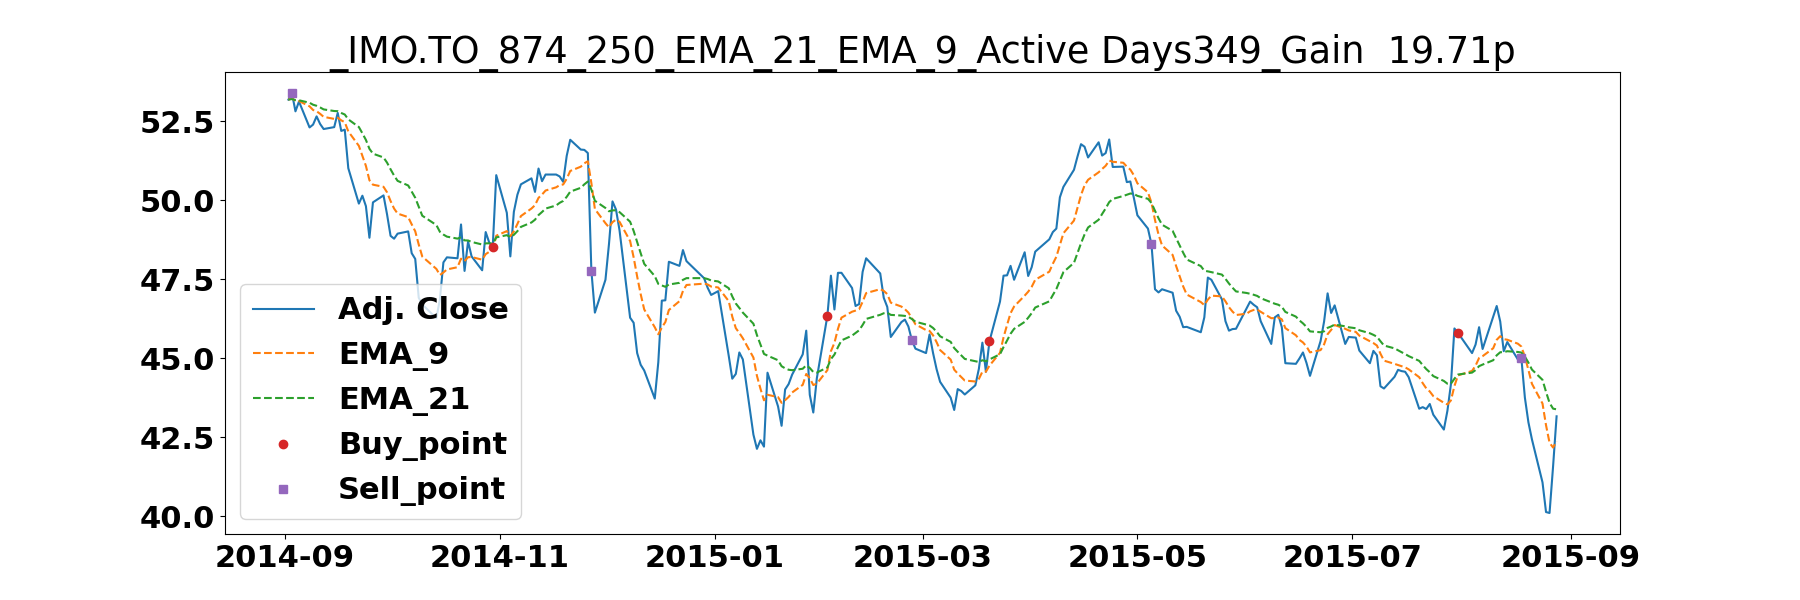 _IMO.TO_874_250_EMA_21_EMA_9_Active Days349_Gain  19.71p
52.5
50.0
47.5
45.0
42.5
40.0
Adj. Close
EMA_9
EMA_21
Buy_point
Sell_point
2014-09 2014-11 2015-01 2015-03 2015-05 2015-07 2015-09